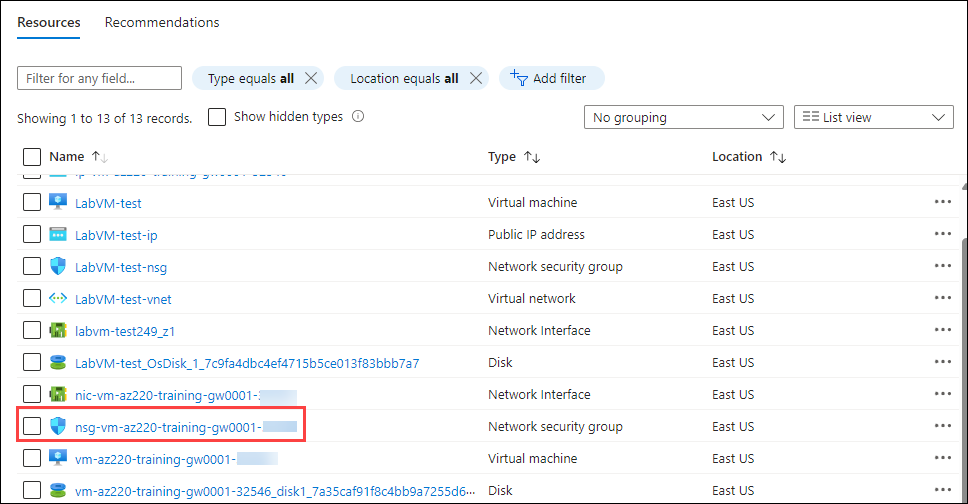 Resources Recommendations
Filter for any field...
Type equals all
Location equals all
Add filter
Showing 1 to 13 of 13 records.
Show hidden types
No grouping
List view
Name Type Location
LabVM-test Virtual machine East US
LabVM-test-ip Public IP address East US
LabVM-test-nsg Network security group East US
LabVM-test-vnet Virtual network East US
labvm-test249_z1 Network Interface East US
LabVM-test_OsDisk_1_7c9fa4dbc4ef4715b5ce013f83bbb7a7 Disk East US
nic-vm-az220-training-gw0001- Network Interface East US
nsg-vm-az220-training-gw0001- Network security group East US
vm-az220-training-gw0001- Virtual machine East US
vm-az220-training-gw0001-32546_disk1_7a35caf91f8c4bb9a7255d6... Disk East US